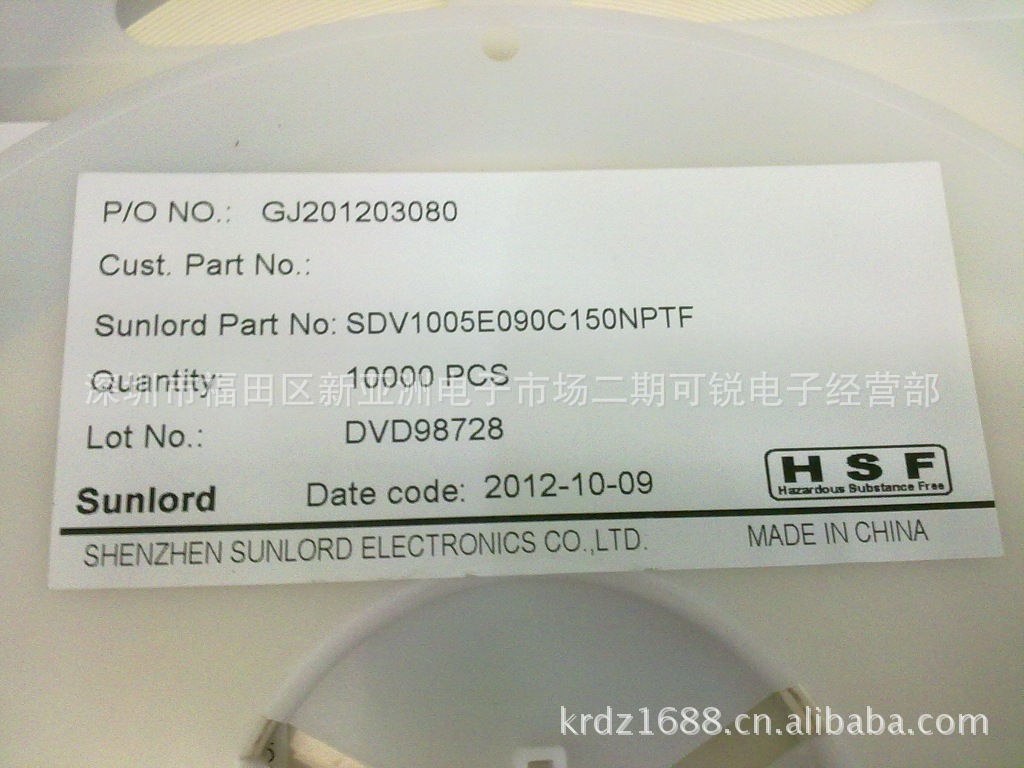 P/O NO.: GJ201203080
Cust. Part No.:
Sunlord Part No: SDV1005E090C150NPTF
Quantity: 10000 PCS
深圳市福田区新亚洲电子市场二期可锐电子经营部
Lot No.: DVD98728
Sunlord Date code: 2012-10-09
HSF
Hazardous Substance Free
SHENZHEN SUNLORD ELECTRONICS CO.,LTD. MADE IN CHINA
5
krdz1688.cn.alibaba.com